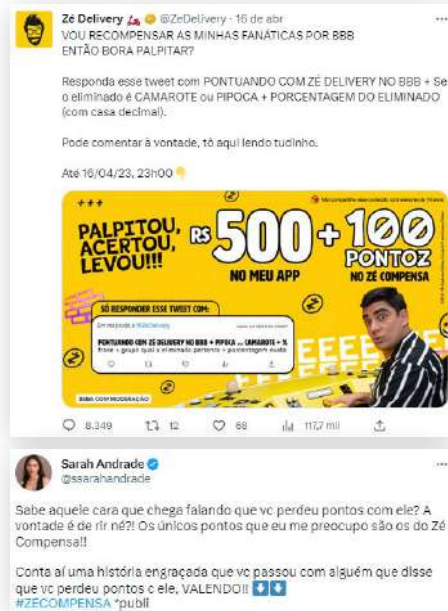 Zé Delivery @ZeDelivery · 16 de abr
VOU RECOMPENSAR AS MINHAS FANÁTICAS POR BBB
ENTÃO BORA PALPITAR?
Responda esse tweet com PONTUANDO COM ZÉ DELIVERY NO BBB + Se
o eliminado é CAMAROTE ou PIPOCA + PORCENTAGEM DO ELIMINADO
(com casa decimal).
Pode comentar à vontade, tô aqui lendo tudinho.
Até 16/04/23, 23h00
PALPITOU,
ACERTOU,
LEVOU!!!
R$ 500 + 100
PONTOZ
NO MEU APP
NO ZÉ COMPENSA
SÓ RESPONDER ESSE TWEET COM:
PONTUANDO COM ZÉ DELIVERY NO BBB + PIPOCA ou CAMAROTE + %
BEBA COM MODERAÇÃO
8.349 12 68 117,7 mil
Sarah Andrade
@ssarahandrade
Sabe aquele cara que chega falando que vc perdeu pontos com ele? A
vontade é de rir né?! Os únicos pontos que eu me preocupo são os do Zé
Compensa!!
Conta aí uma história engraçada que vc passou com alguém que disse
que vc perdeu pontos c ele, VALENDO!!
#ZECOMPENSA *publi